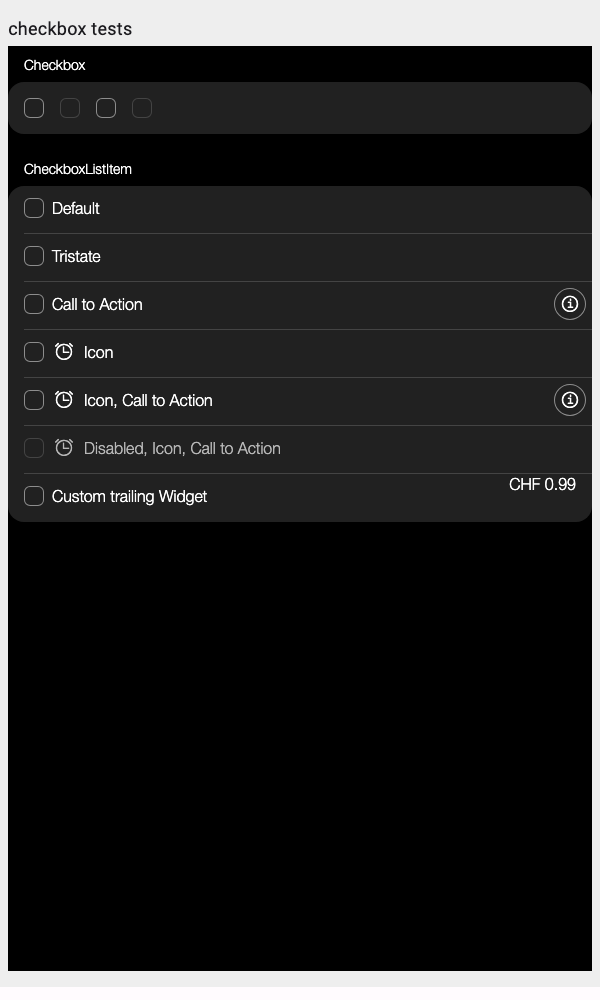 checkbox tests
Checkbox
CheckboxListItem
Default
Tristate
Call to Action
Icon
Icon, Call to Action
Disabled, Icon, Call to Action
Custom trailing Widget CHF 0.99